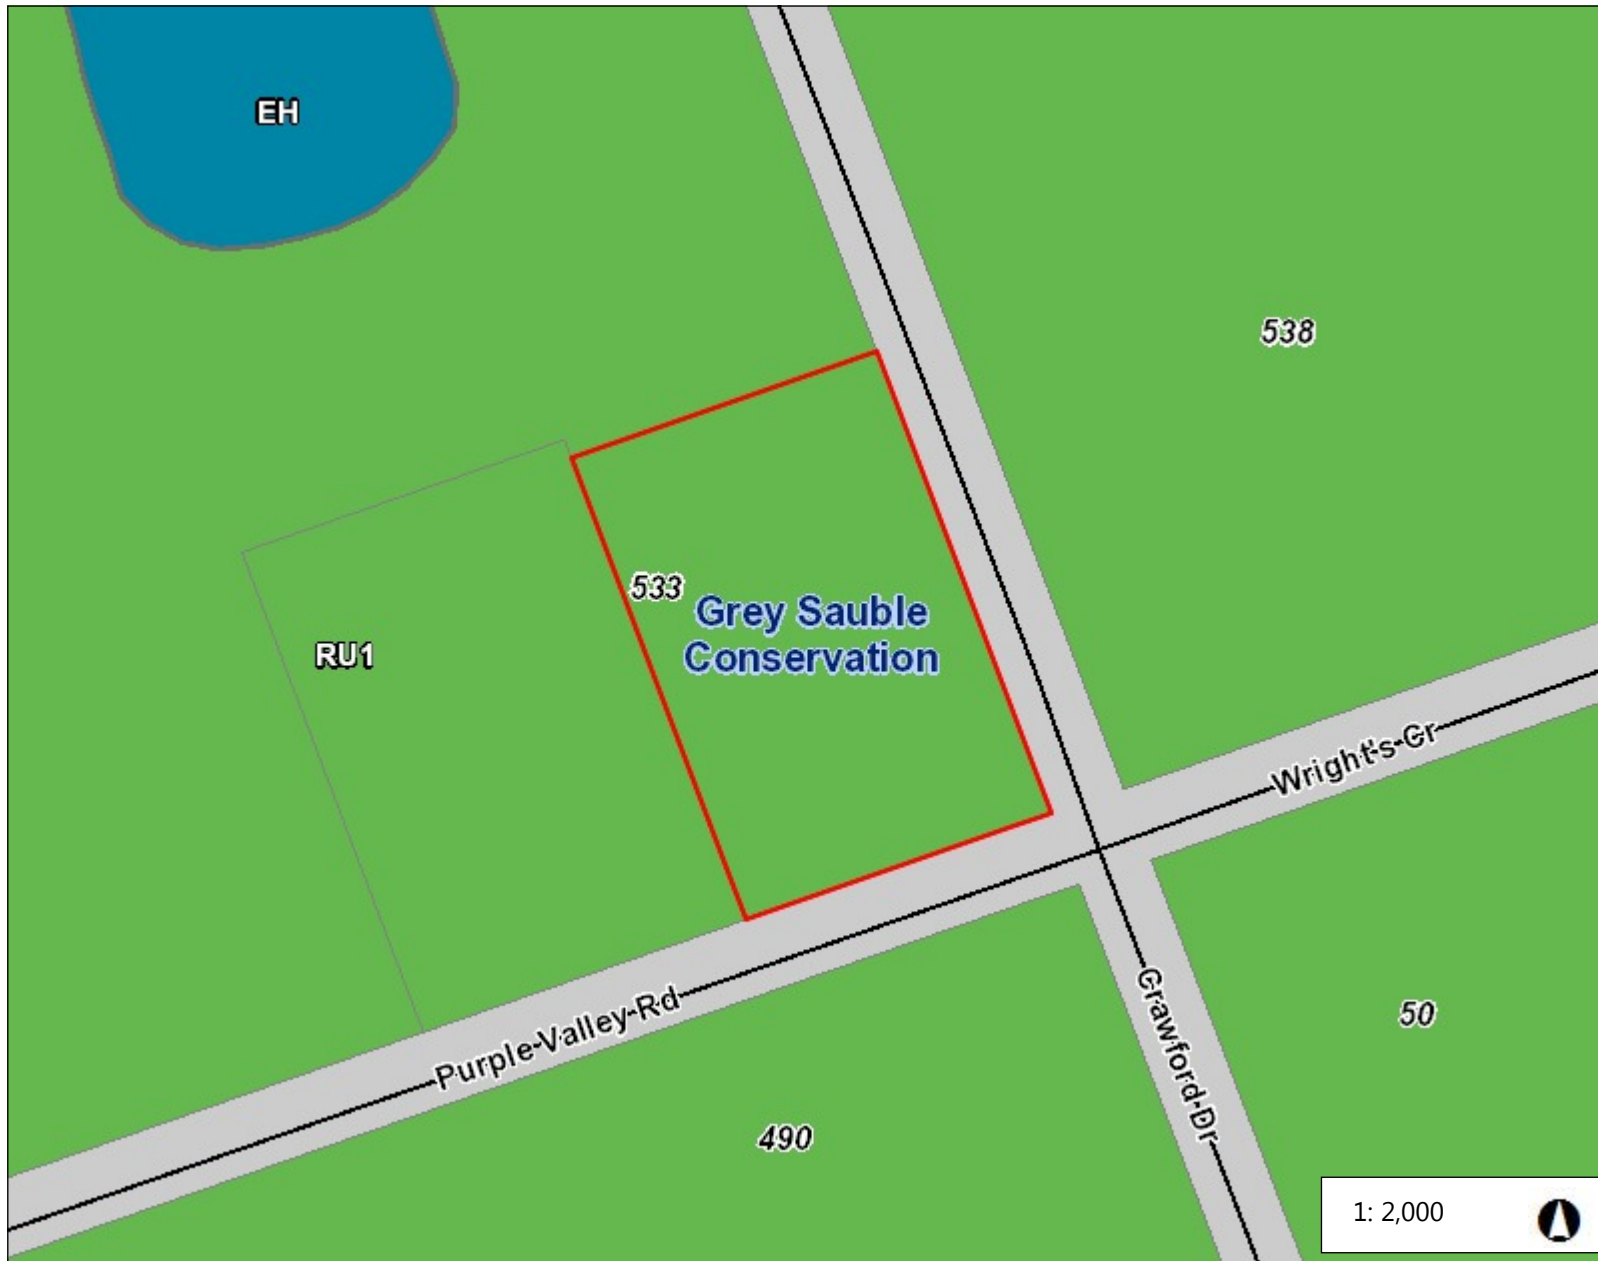 EH
538
533
Grey Sauble
Conservation
RU1
Wright's Cr
Purple Valley Rd
Crawford Dr
50
490
1: 2,000